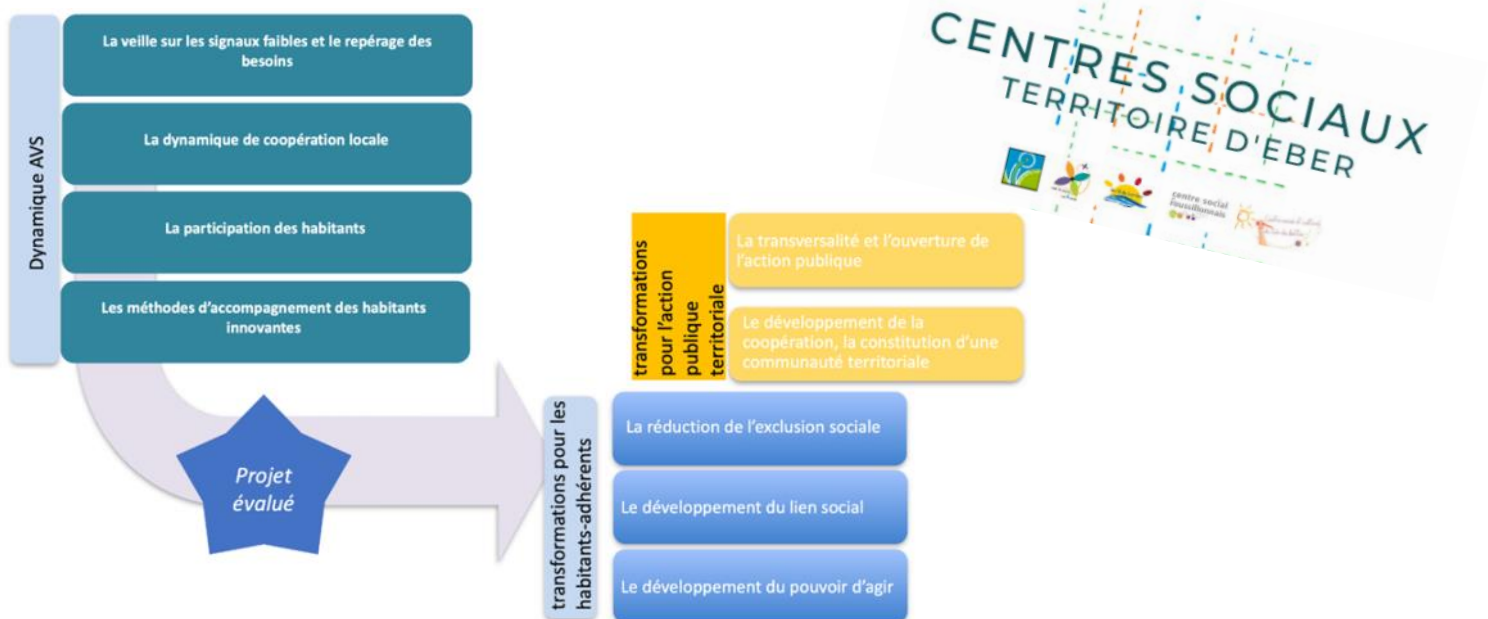 Dynamique AVS
La veille sur les signaux faibles et le repérage des
besoins
La dynamique de coopération locale
La participation des habitants
Les méthodes d'accompagnement des habitants
innovantes
Projet
évalué
CENTRES SOCIAUX
TERRITOIRE D'EBER
centre social
roussillonnais
transformations
pour l'action
publique
territoriale
La transversalité et l'ouverture de
l'action publique
Le développement de la
coopération, la constitution d'une
communauté territoriale
transformations pour les
habitants-adhérents
La réduction de l'exclusion sociale
Le développement du lien social
Le développement du pouvoir d'agir